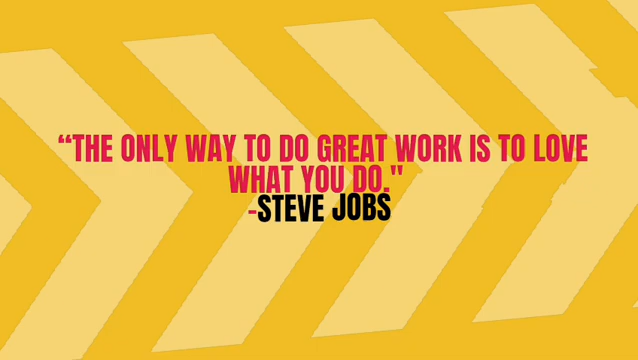 “THE ONLY WAY TO DO GREAT WORK IS TO LOVE
WHAT YOU DO."
-STEVE JOBS